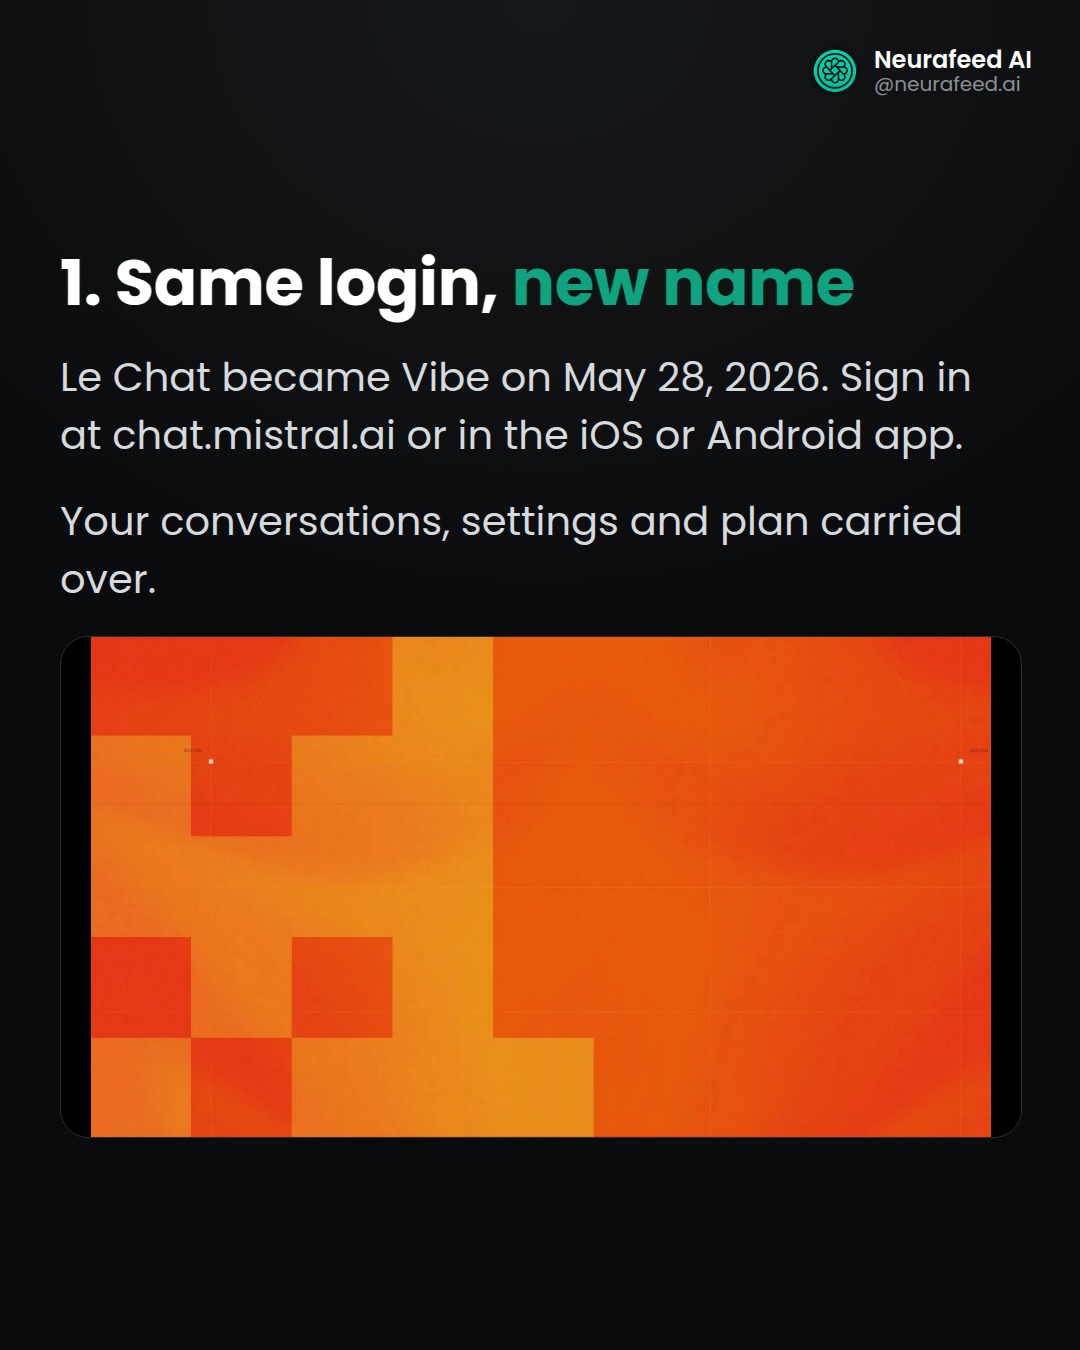 Neurafeed AI
@neurafeed.ai
1. Same login, new name
Le Chat became Vibe on May 28, 2026. Sign in
at chat.mistral.ai or in the iOS or Android app.
Your conversations, settings and plan carried
over.